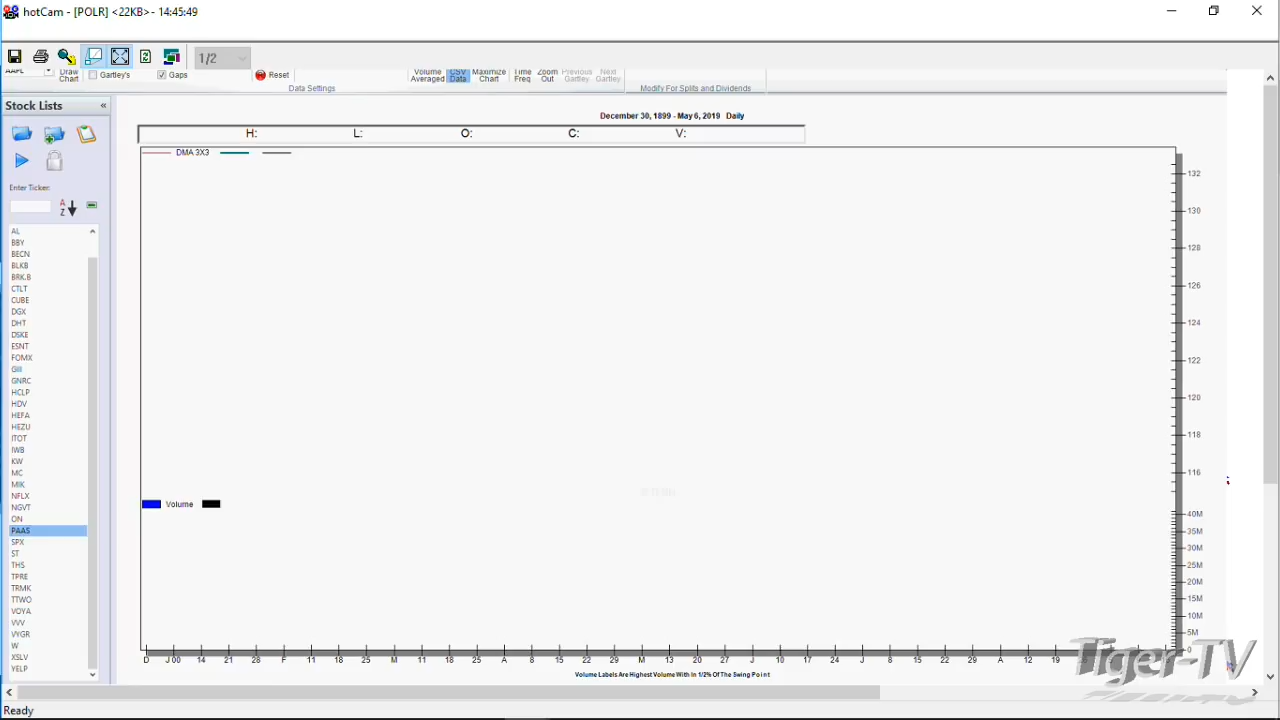 hotCam - [POLR] <22KB> - 14:45:49
1/2
AAPL
Draw Chart
Gartley's
Gaps
Reset
Volume Averaged
CSV Data
Maximize Chart
Time Freq
Zoom Out
Previous Gartley
Next Gartley
Data Settings
Modify For Splits and Dividends
Stock Lists
December 30, 1899 - May 6, 2019 Daily
H: L: O: C: V:
DMA 3X3
Enter Ticker:
A Z
AL
BBY
BECN
BLKB
BRK.B
CTLT
CUBE
DGX
DHT
DSKE
ESNT
FOMX
GIII
GNRC
HCLP
HDV
HEFA
HEZU
ITOT
IWB
KW
MC
MIK
NFLX
NGVT
ON
PAAS
SPX
ST
THS
TPRE
TRMK
TTWO
VOYA
VVV
VYGR
W
XSLV
YELP
132
130
128
126
124
122
120
118
116
Volume
40M
35M
30M
25M
20M
15M
10M
5M
0
D J 00 14 21 28 F 11 18 25 M 11 18 A 8 15 22 29 M 13 20 27 J 10 17 24 J 8 15 22 29 A 12 19
Volume Labels Are Highest Volume With In 1/2% Of The Swing Point
Tiger-TV
Ready